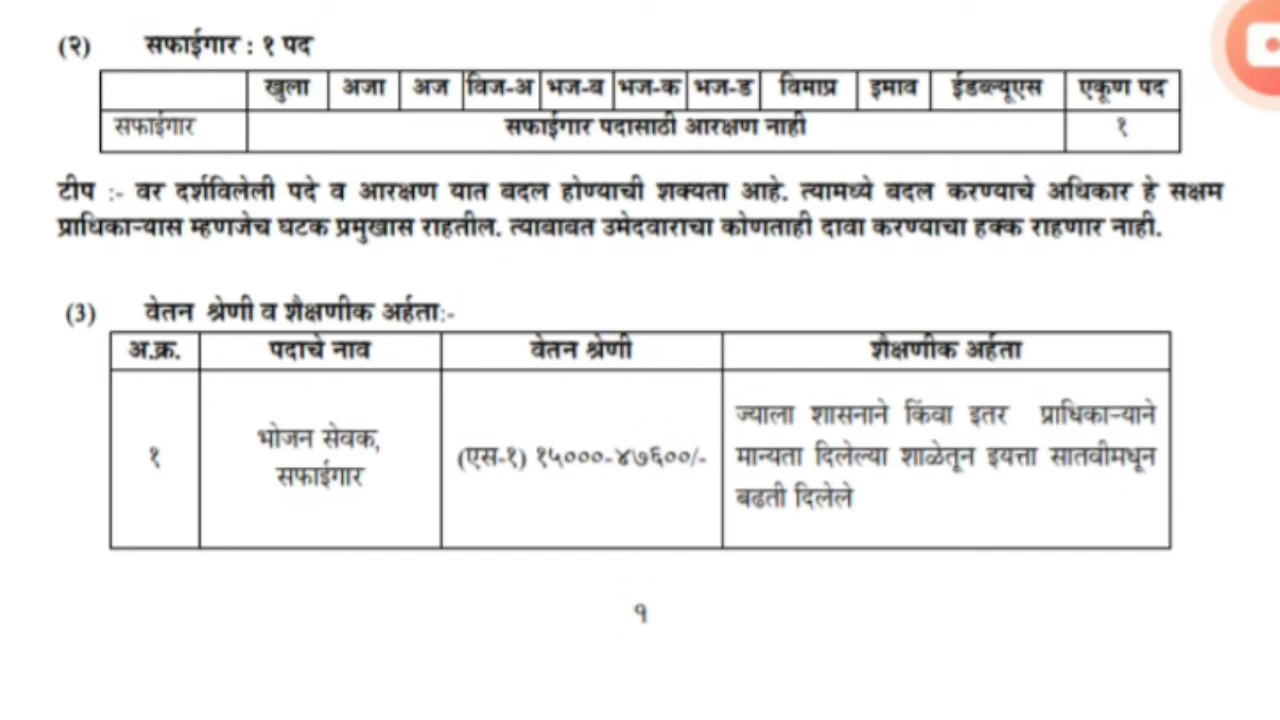 (२) सफाईगार : १ पद
खुला अजा अज विज-अ भज-ब भज-क भज-ड विमाप्र इमाव ईडब्ल्यूएस एकूण पद
सफाईगार सफाईगार पदासाठी आरक्षण नाही १
टीप :- वर दर्शविलेली पदे व आरक्षण यात बदल होण्याची शक्यता आहे. त्यामध्ये बदल करण्याचे अधिकार हे सक्षम
प्राधिकाऱ्यास म्हणजेच घटक प्रमुखास राहतील. त्याबाबत उमेदवाराचा कोणताही दावा करण्याचा हक्क राहणार नाही.
(3) वेतन श्रेणी व शैक्षणीक अर्हता:-
अ.क्र. पदाचे नाव वेतन श्रेणी शैक्षणीक अर्हता
१ भोजन सेवक, सफाईगार (एस-१) १५०००-४७६००/- ज्याला शासनाने किंवा इतर प्राधिकाऱ्याने
मान्यता दिलेल्या शाळेतून इयत्ता सातवीमधून
बढती दिलेले
१